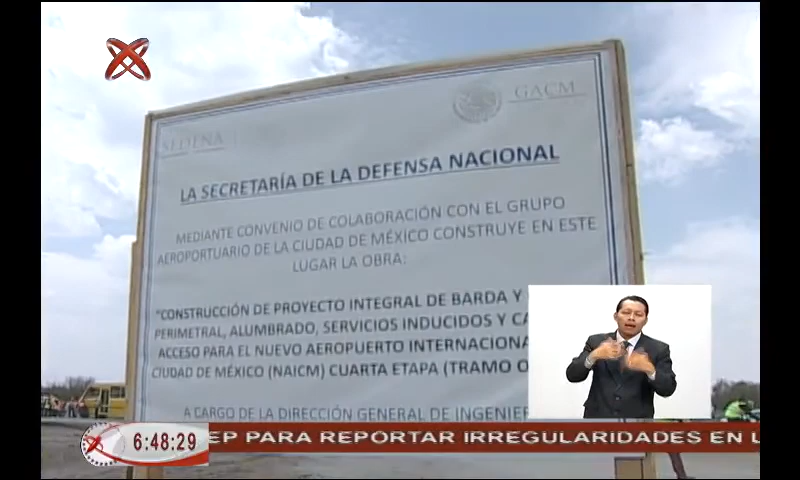 SEDENA
GACM
LA SECRETARÍA DE LA DEFENSA NACIONAL
MEDIANTE CONVENIO DE COLABORACIÓN CON EL GRUPO
AEROPORTUARIO DE LA CIUDAD DE MÉXICO CONSTRUYE EN ESTE
LUGAR LA OBRA:
"CONSTRUCCIÓN DE PROYECTO INTEGRAL DE BARDA Y
PERIMETRAL, ALUMBRADO, SERVICIOS INDUCIDOS Y
ACCESO PARA EL NUEVO AEROPUERTO
CIUDAD DE MÉXICO (NAICM) CUARTA ETAPA (TRAMO
A CARGO DE LA DIRECCIÓN GENERAL DE
6:48:29
EP PARA REPORTAR IRREGULARIDADES EN